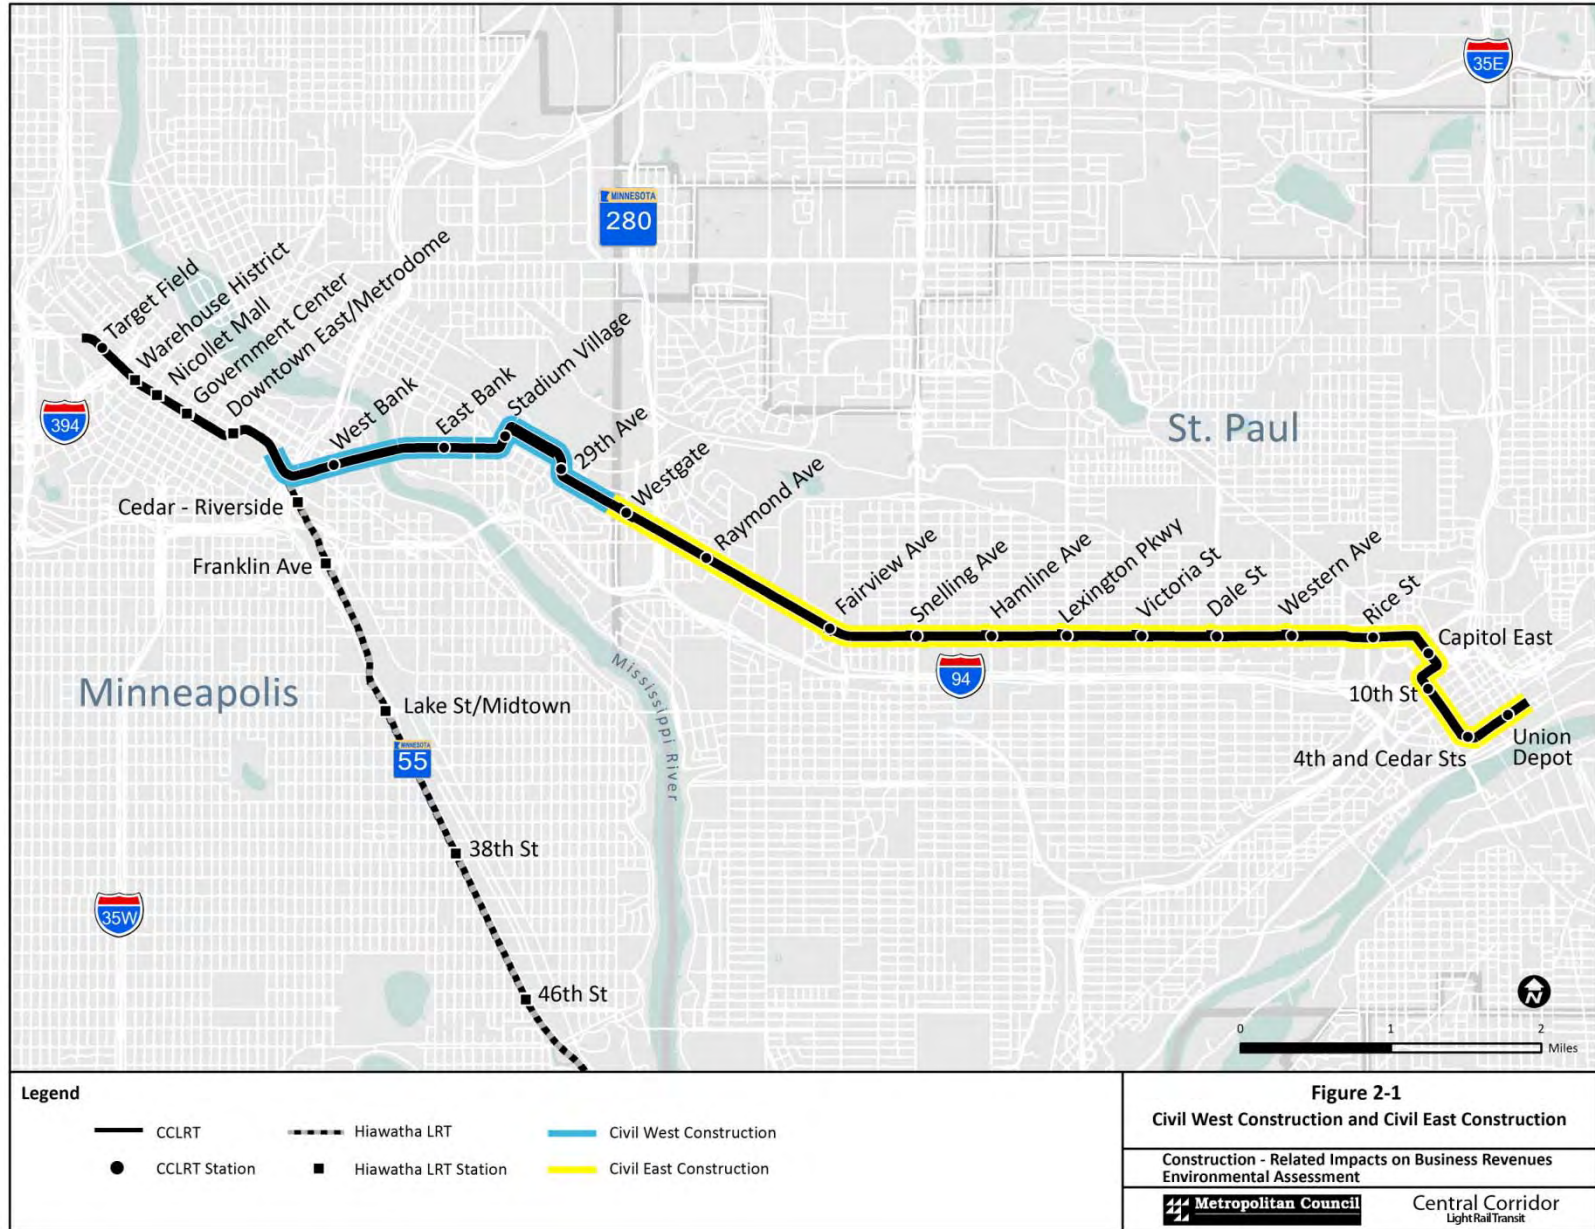 35E
MINNESOTA
280
Target Field
Warehouse Histrict
Nicollet Mall
Government Center
Downtown East/Metrodome
394
West Bank
East Bank
Stadium Village
29th Ave
Westgate
Raymond Ave
St. Paul
Cedar - Riverside
Franklin Ave
Fairview Ave
Snelling Ave
Hamline Ave
Lexington Pkwy
Victoria St
Dale St
Western Ave
Rice St
Capitol East
94
10th St
Minneapolis
Mississippi River
Lake St/Midtown
MINNESOTA
55
4th and Cedar Sts
Union
Depot
38th St
35W
46th St
N
0 1 2
Miles
Legend
CCLRT
Hiawatha LRT
Civil West Construction
CCLRT Station
Hiawatha LRT Station
Civil East Construction
Figure 2-1
Civil West Construction and Civil East Construction
Construction - Related Impacts on Business Revenues
Environmental Assessment
Metropolitan Council
Central Corridor
Light Rail Transit